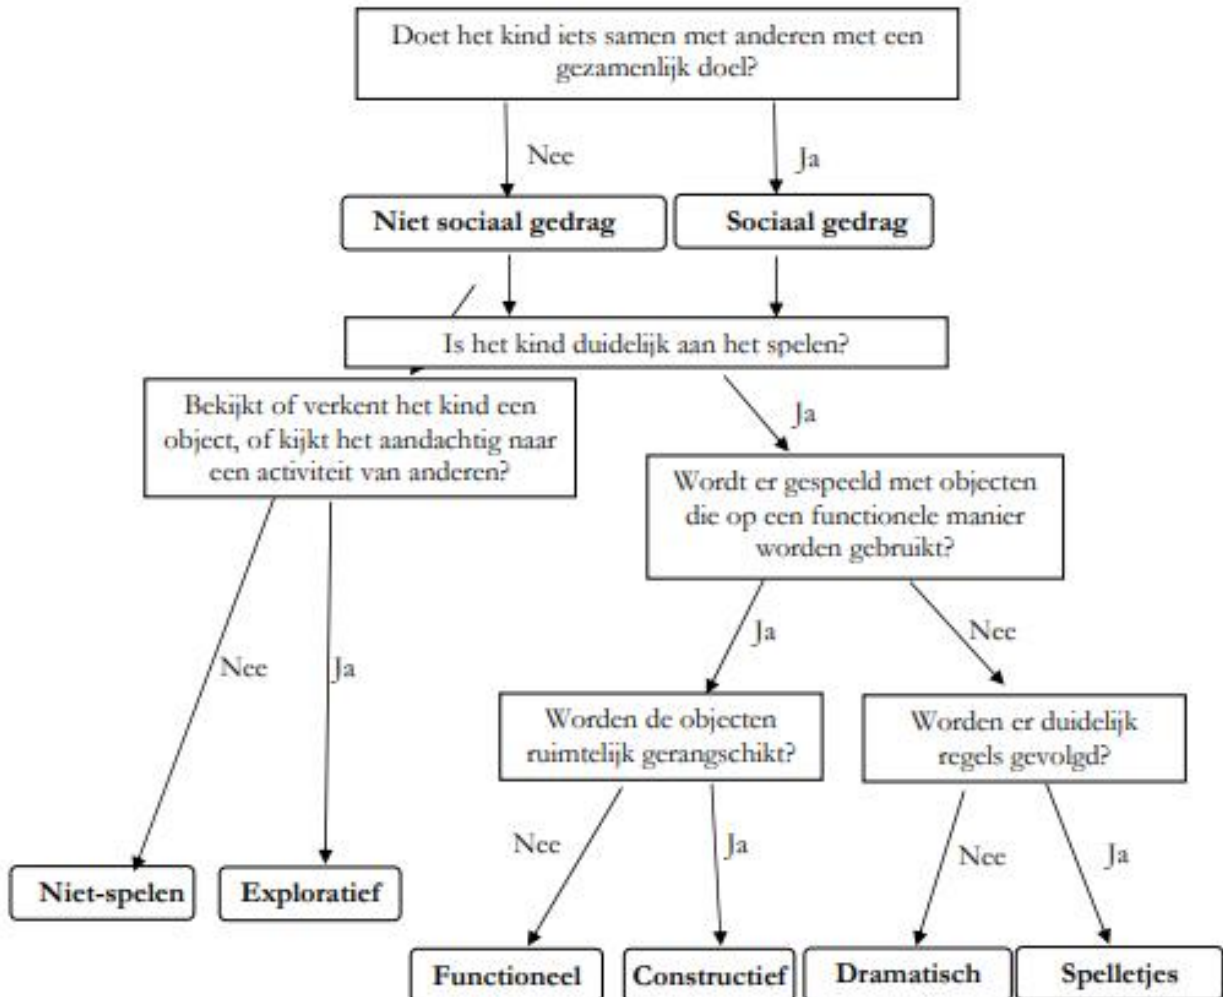 Doet het kind iets samen met anderen met een
gezamenlijk doel?
Nee
Ja
Niet sociaal gedrag
Sociaal gedrag
Is het kind duidelijk aan het spelen?
Bekijkt of verkent het kind een
object, of kijkt het aandachtig naar
een activiteit van anderen?
Ja
Wordt er gespeeld met objecten
die op een functionele manier
worden gebruikt?
Ja
Nee
Nee
Ja
Worden de objecten
ruimtelijk gerangschikt?
Worden er duidelijk
regels gevolgd?
Nee
Ja
Nee
Ja
Niet-spelen
Exploratief
Functioneel
Constructief
Dramatisch
Spelletjes